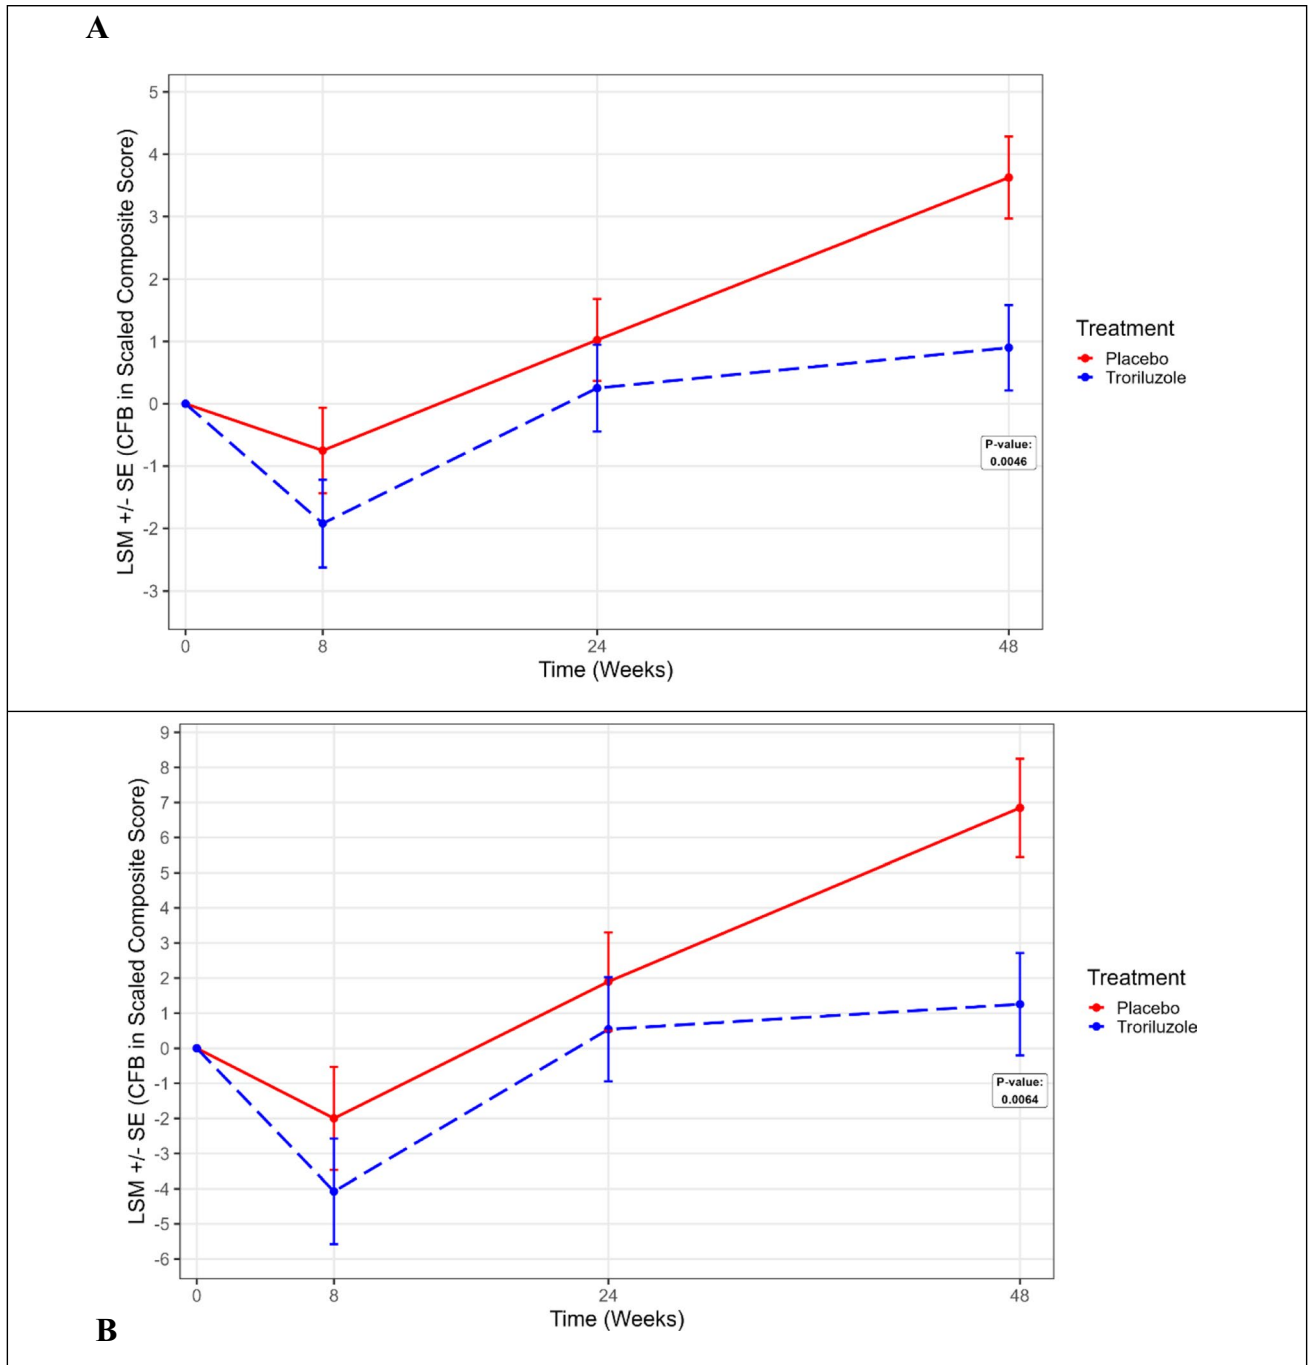 A
LSM +/- SE (CFB in Scaled Composite Score)
5
4
3
2
1
0
-1
-2
-3
0 8 24 48
Time (Weeks)
P-value:
0.0046
Treatment
Placebo
Troriluzole
LSM +/- SE (CFB in Scaled Composite Score)
9
8
7
6
5
4
3
2
1
0
-1
-2
-3
-4
-5
-6
0 8 24 48
Time (Weeks)
P-value:
0.0064
Treatment
Placebo
Troriluzole
B